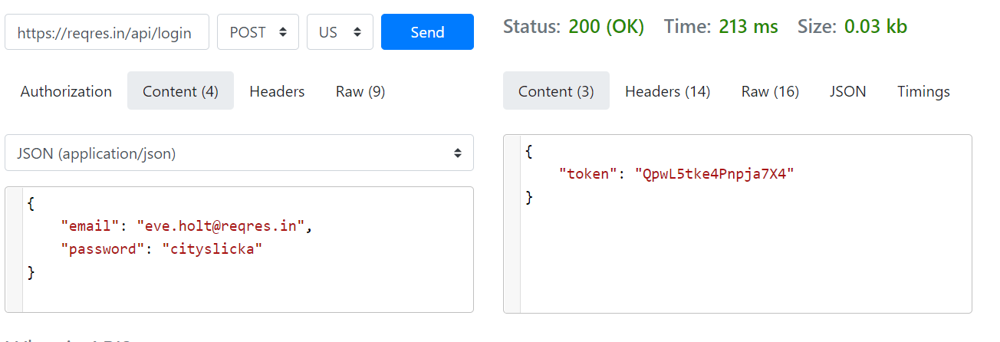 https://reqres.in/api/login POST US Send
Status: 200 (OK) Time: 213 ms Size: 0.03 kb
Authorization Content (4) Headers Raw (9)
Content (3) Headers (14) Raw (16) JSON Timings
JSON (application/json)
{
"email": "eve.holt@reqres.in",
"password": "cityslicka"
}
{
"token": "QpwL5tke4Pnpja7X4"
}